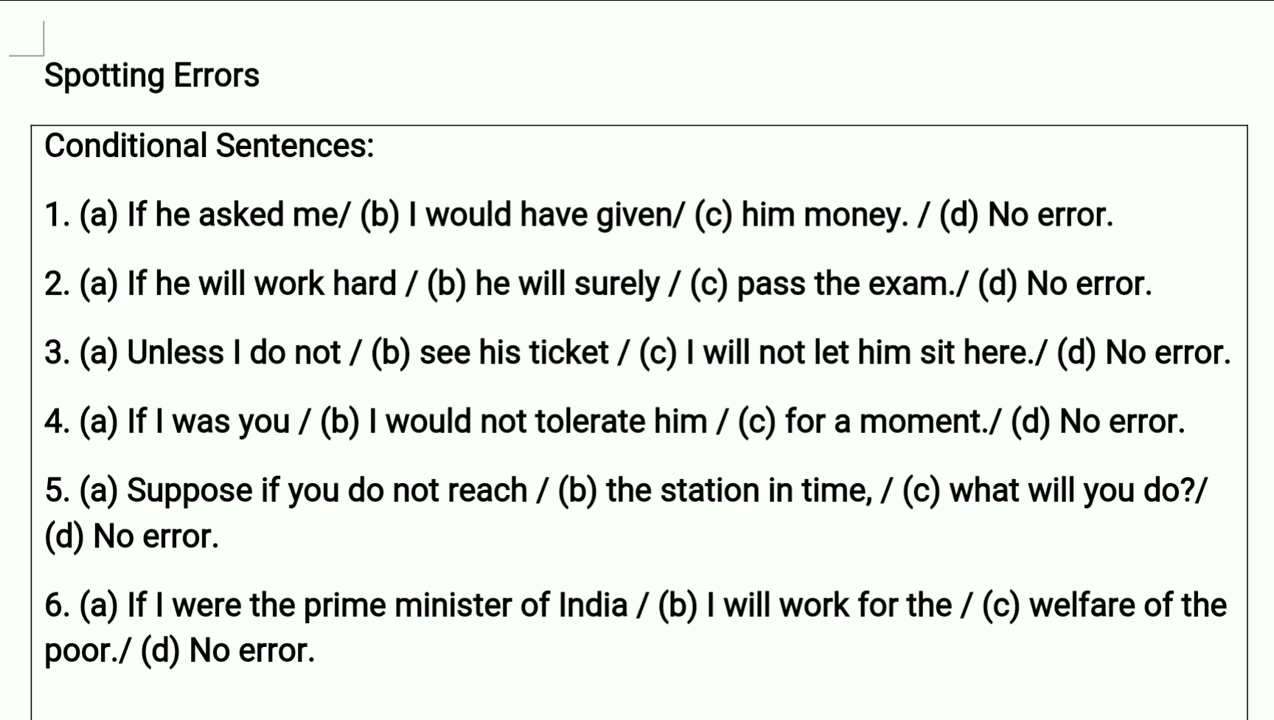 Spotting Errors
Conditional Sentences:
1. (a) If he asked me/ (b) I would have given/ (c) him money. / (d) No error.
2. (a) If he will work hard / (b) he will surely / (c) pass the exam./ (d) No error.
3. (a) Unless I do not / (b) see his ticket / (c) I will not let him sit here./ (d) No error.
4. (a) If I was you / (b) I would not tolerate him / (c) for a moment./ (d) No error.
5. (a) Suppose if you do not reach / (b) the station in time, / (c) what will you do?/
(d) No error.
6. (a) If I were the prime minister of India / (b) I will work for the / (c) welfare of the
poor./ (d) No error.